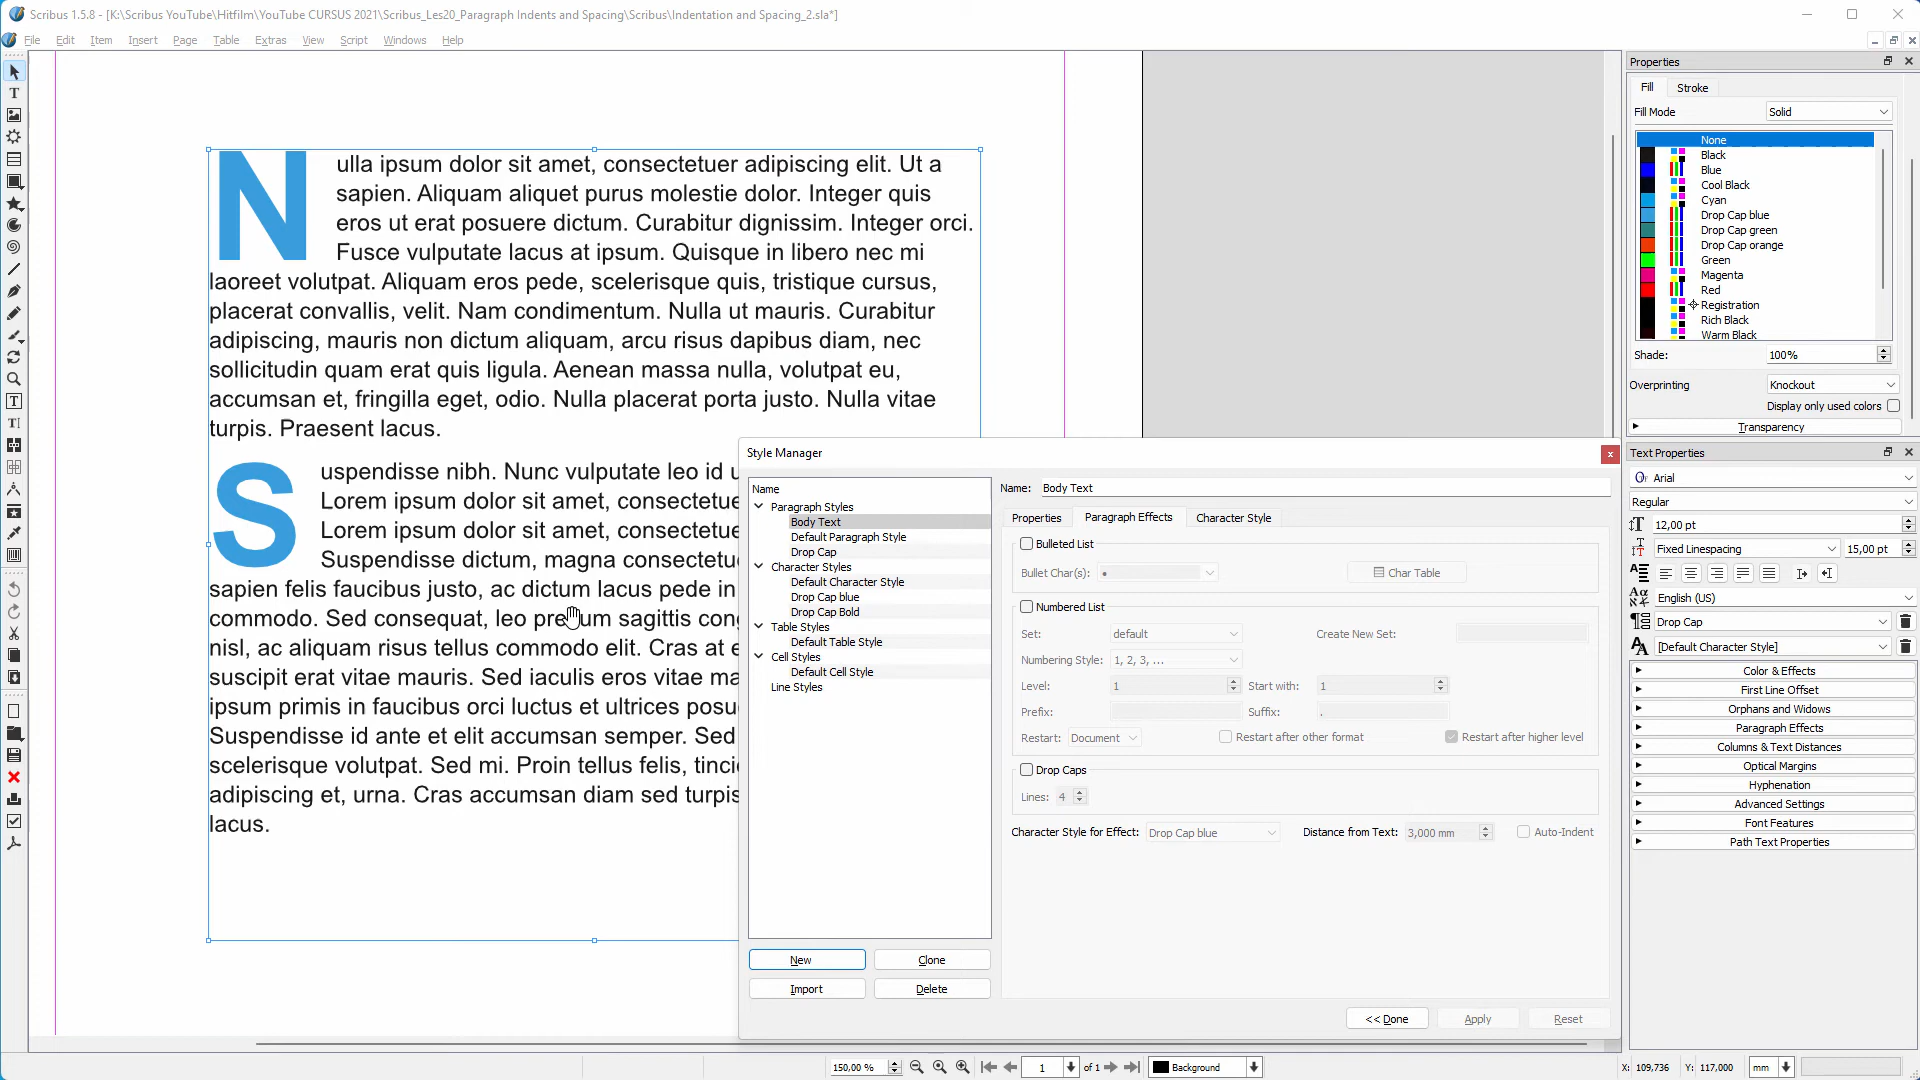 Scribus 1.5.8 - [K:\Scribus YouTube\Hitfilm\YouTube CURSUS 2021\Scribus_Les20_Paragraph Indents and Spacing\Scribus\Indentation and Spacing_2.sla*]
File Edit Item Insert Page Table Extras View Script Windows Help
Nulla ipsum dolor sit amet, consectetuer adipiscing elit. Ut a
sapien. Aliquam aliquet purus molestie dolor. Integer quis
eros ut erat posuere dictum. Curabitur dignissim. Integer orci.
Fusce vulputate lacus at ipsum. Quisque in libero nec mi
laoreet volutpat. Aliquam eros pede, scelerisque quis, tristique cursus,
placerat convallis, velit. Nam condimentum. Nulla ut mauris. Curabitur
adipiscing, mauris non dictum aliquam, arcu risus dapibus diam, nec
sollicitudin quam erat quis ligula. Aenean massa nulla, volutpat eu,
accumsan et, fringilla eget, odio. Nulla placerat porta justo. Nulla vitae
turpis. Praesent lacus.
Suspendisse nibh. Nunc vulputate leo id
Lorem ipsum dolor sit amet, consectetue
Lorem ipsum dolor sit amet, consectetue
Suspendisse dictum, magna consectetu
sapien felis faucibus justo, ac dictum lacus pede in
commodo. Sed consequat, leo pretium sagittis con
nisl, ac aliquam risus tellus commodo elit. Cras at e
suscipit erat vitae mauris. Sed iaculis eros vitae ma
ipsum primis in faucibus orci luctus et ultrices posu
Suspendisse id ante et elit accumsan semper. Sed
scelerisque volutpat. Sed mi. Proin tellus felis, tinci
adipiscing et, urna. Cras accumsan diam sed turpis
lacus.
Style Manager
Name
Paragraph Styles
Body Text
Default Paragraph Style
Drop Cap
Character Styles
Default Character Style
Drop Cap blue
Drop Cap Bold
Table Styles
Default Table Style
Cell Styles
Default Cell Style
Line Styles
New Clone
Import Delete
Name: Body Text
Properties Paragraph Effects Character Style
Bulleted List
Bullet Char(s): • Char Table
Numbered List
Set: default Create New Set:
Numbering Style: 1, 2, 3, ...
Level: 1 Start with: 1
Prefix: Suffix: .
Restart: Document Restart after other format Restart after higher level
Drop Caps
Lines: 4
Character Style for Effect: Drop Cap blue Distance from Text: 3,000 mm Auto-Indent
<< Done Apply Reset
Properties
Fill Stroke
Fill Mode Solid
None
Black
Blue
Cool Black
Cyan
Drop Cap blue
Drop Cap green
Drop Cap orange
Green
Magenta
Red
Registration
Rich Black
Warm Black
Shade: 100%
Overprinting Knockout
Display only used colors
Transparency
Text Properties
Arial
Regular
12,00 pt
Fixed Linespacing 15,00 pt
English (US)
Drop Cap
[Default Character Style]
Color & Effects
First Line Offset
Orphans and Widows
Paragraph Effects
Columns & Text Distances
Optical Margins
Hyphenation
Advanced Settings
Font Features
Path Text Properties
150,00 % 1 of 1 Background X: 109,736 Y: 117,000 mm